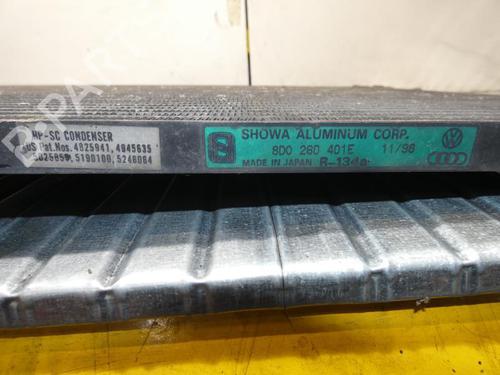 MF-SC CONDENSER
US Pat.Nos. 4825941, 4945635
5190100, 5246064
SHOWA ALUMINUM CORP.
8D0 260 401E 11/98
MADE IN JAPAN R-134a